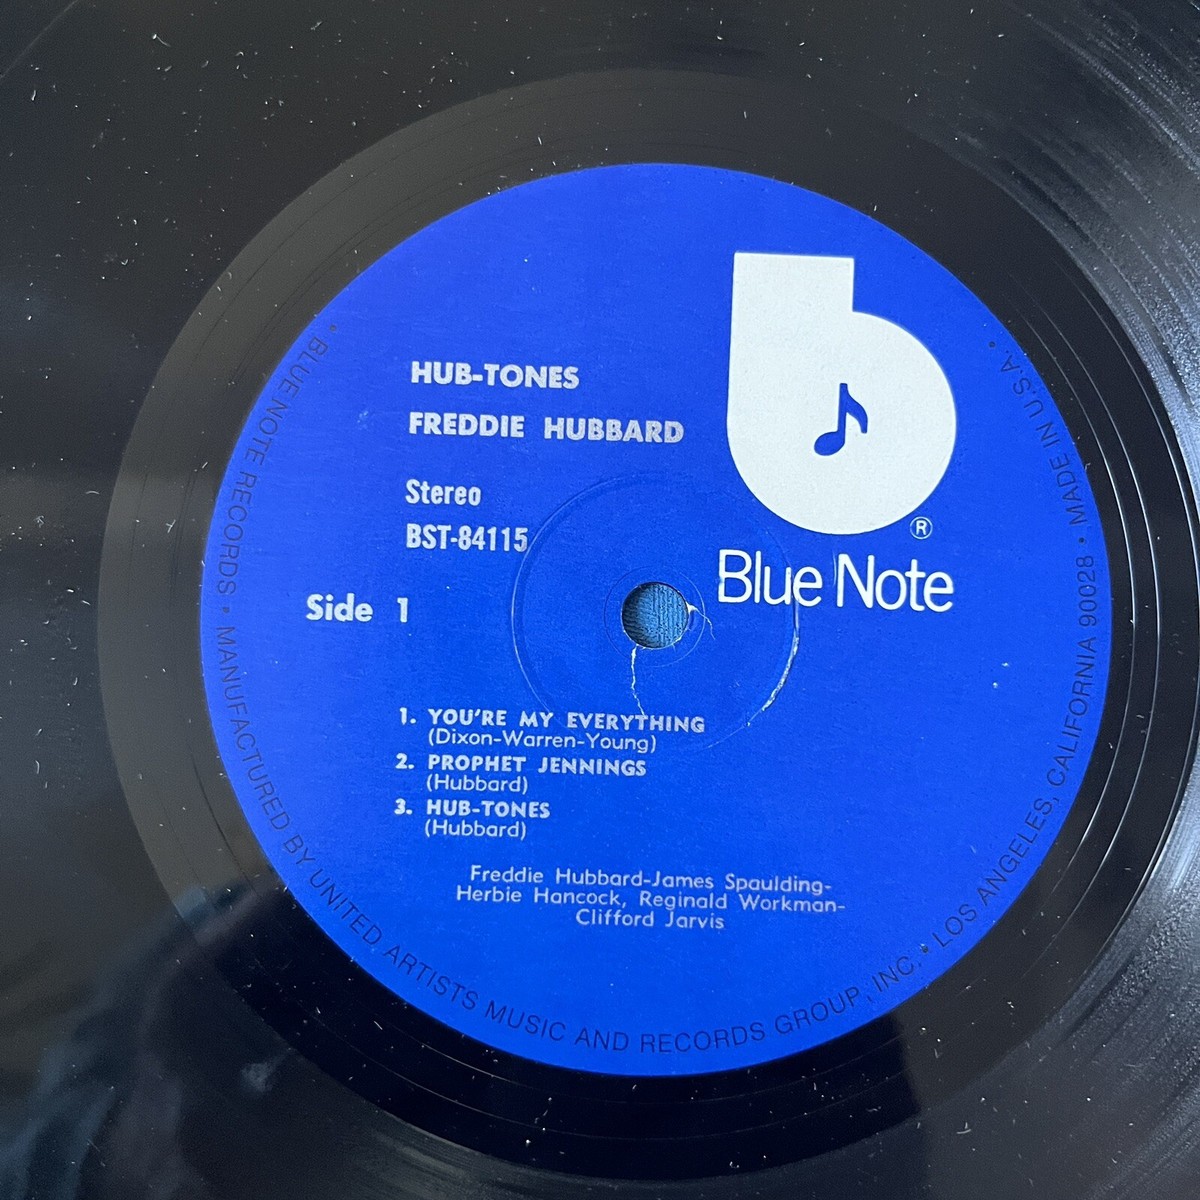 HUB-TONES
FREDDIE HUBBARD
Stereo
BST-84115
Side 1
®
Blue Note
1. YOU'RE MY EVERYTHING
(Dixon-Warren-Young)
2. PROPHET JENNINGS
(Hubbard)
3. HUB-TONES
(Hubbard)
Freddie Hubbard-James Spaulding-
Herbie Hancock, Reginald Workman-
Clifford Jarvis
• BLUE NOTE RECORDS • MANUFACTURED BY UNITED ARTISTS MUSIC AND RECORDS GROUP, INC. • LOS ANGELES, CALIFORNIA 90028 • MADE IN U.S.A. •